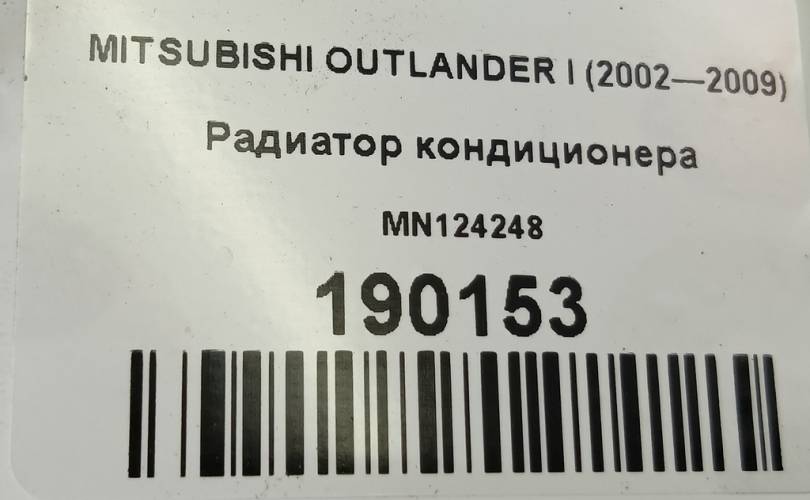 MITSUBISHI OUTLANDER I (2002—2009)
Радиатор кондиционера
MN124248
190153